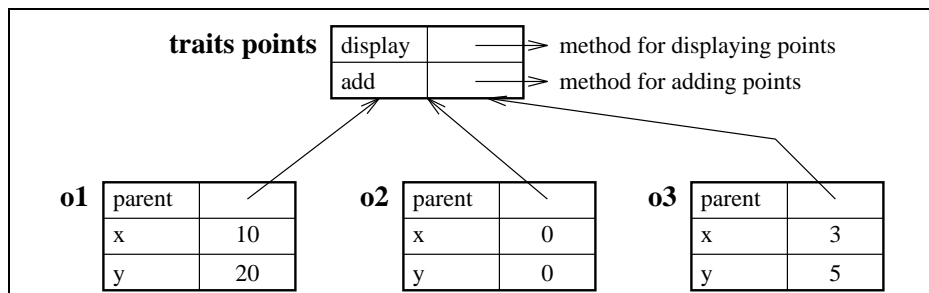 traits points display method for displaying points
add method for adding points
o1 parent o2 parent o3 parent
x 10 x 0 x 3
y 20 y 0 y 5